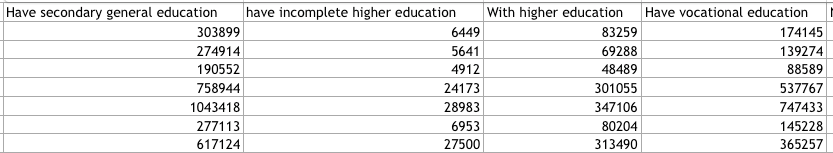 Have secondary general education have incomplete higher education With higher education Have vocational education
303899 6449 83259 174145
274914 5641 69288 139274
190552 4912 48489 88589
758944 24173 301055 537767
1043418 28983 347106 747433
277113 6953 80204 145228
617124 27500 313490 365257